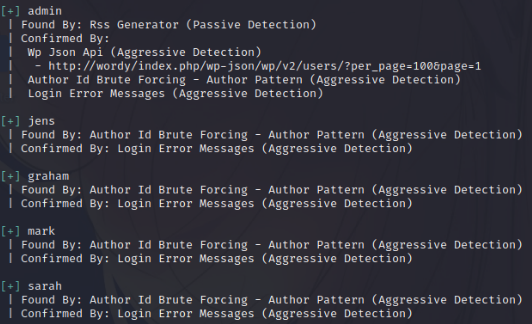 [+] admin
| Found By: Rss Generator (Passive Detection)
| Confirmed By:
|  Wp Json Api (Aggressive Detection)
|   - http://wordy/index.php/wp-json/wp/v2/users/?per_page=100&page=1
|  Author Id Brute Forcing - Author Pattern (Aggressive Detection)
|  Login Error Messages (Aggressive Detection)
[+] jens
| Found By: Author Id Brute Forcing - Author Pattern (Aggressive Detection)
| Confirmed By: Login Error Messages (Aggressive Detection)
[+] graham
| Found By: Author Id Brute Forcing - Author Pattern (Aggressive Detection)
| Confirmed By: Login Error Messages (Aggressive Detection)
[+] mark
| Found By: Author Id Brute Forcing - Author Pattern (Aggressive Detection)
| Confirmed By: Login Error Messages (Aggressive Detection)
[+] sarah
| Found By: Author Id Brute Forcing - Author Pattern (Aggressive Detection)
| Confirmed By: Login Error Messages (Aggressive Detection)